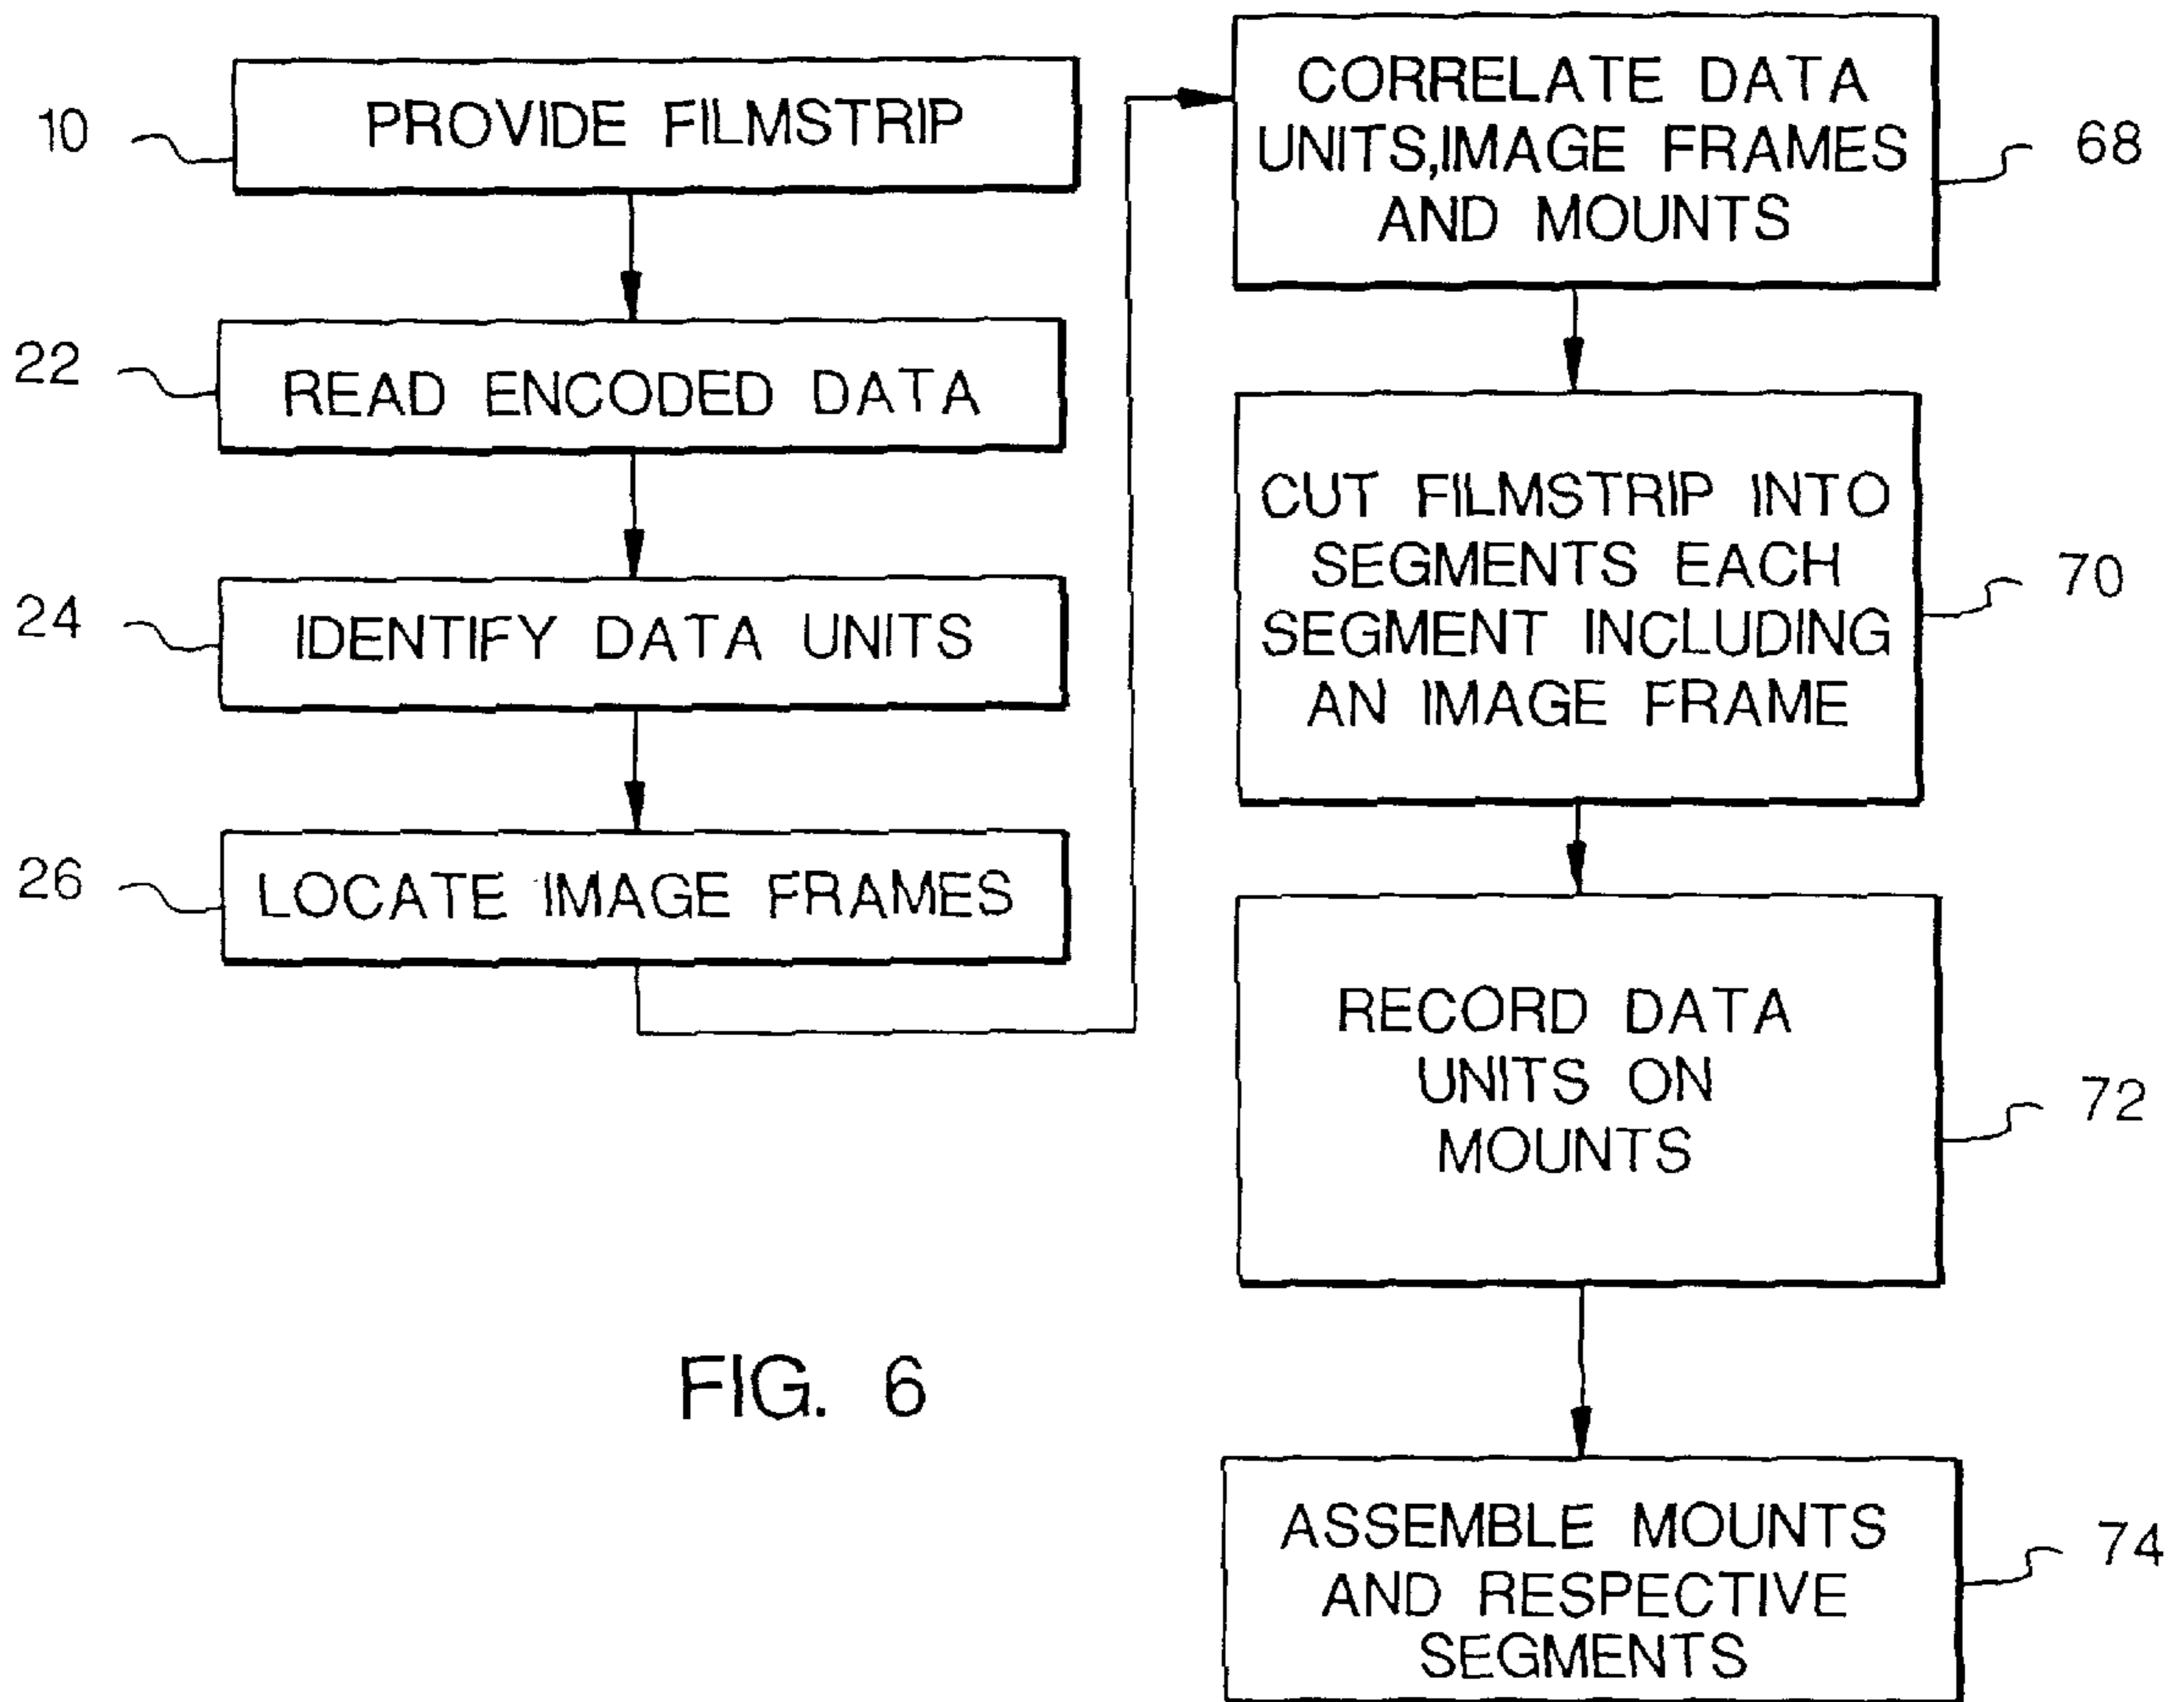 10
PROVIDE FILMSTRIP
22
READ ENCODED DATA
24
IDENTIFY DATA UNITS
26
LOCATE IMAGE FRAMES
CORRELATE DATA
UNITS,IMAGE FRAMES
AND MOUNTS
68
CUT FILMSTRIP INTO
SEGMENTS EACH
SEGMENT INCLUDING
AN IMAGE FRAME
70
RECORD DATA
UNITS ON
MOUNTS
72
ASSEMBLE MOUNTS
AND RESPECTIVE
SEGMENTS
74
FIG. 6